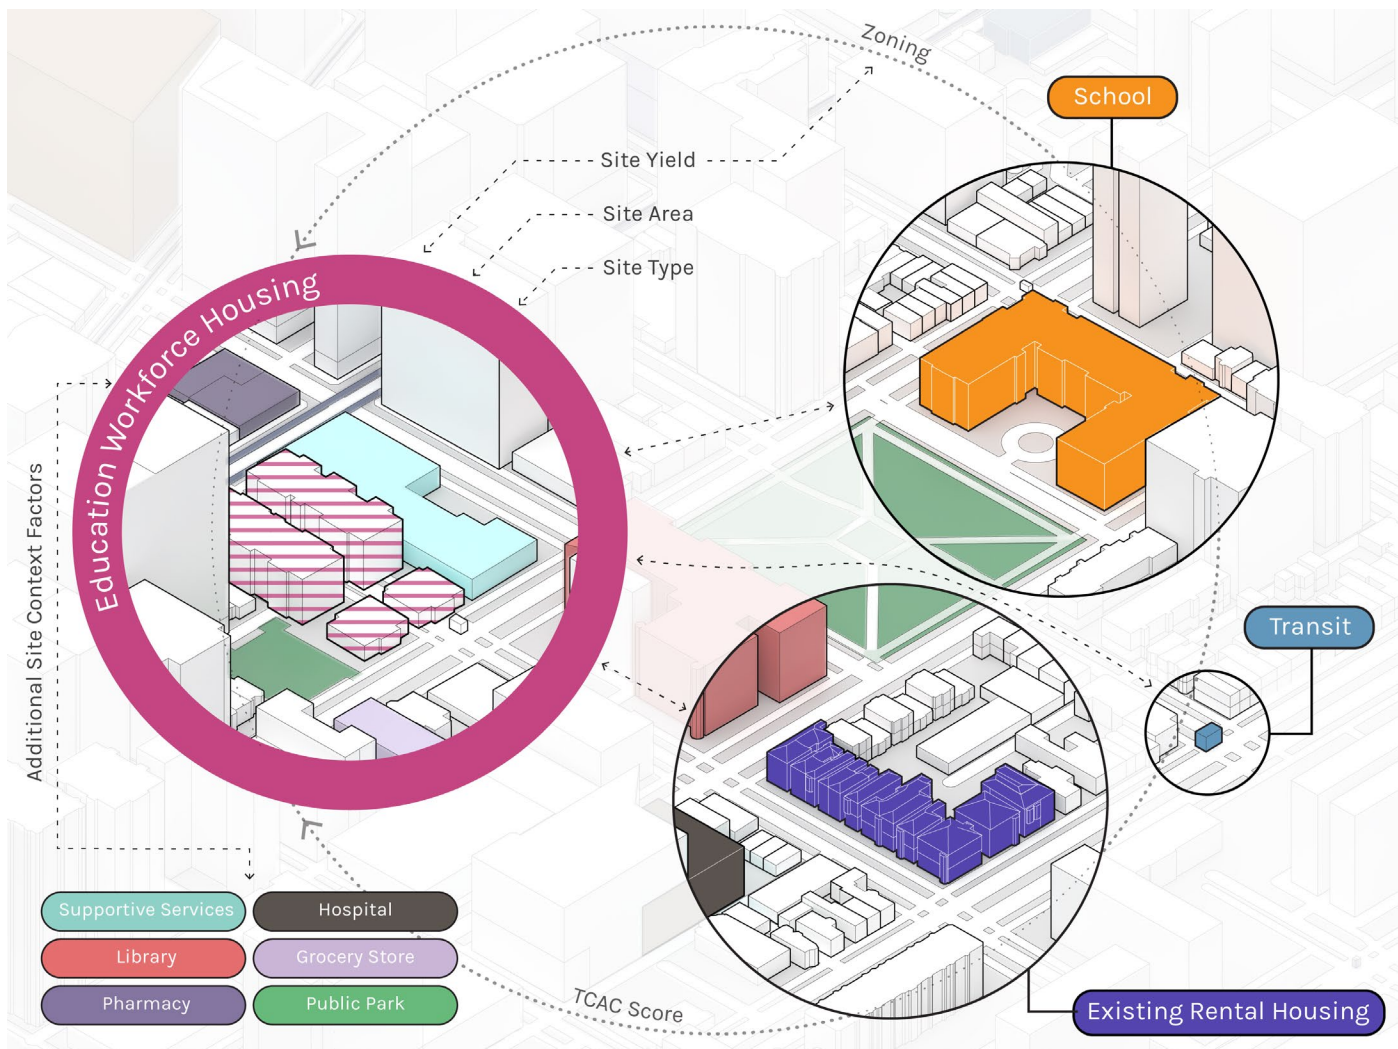 Zoning
School
Site Yield
Site Area
Site Type
Education Workforce Housing
Additional Site Context Factors
Transit
Supportive Services
Hospital
Library
Grocery Store
Pharmacy
Public Park
TCAC Score
Existing Rental Housing